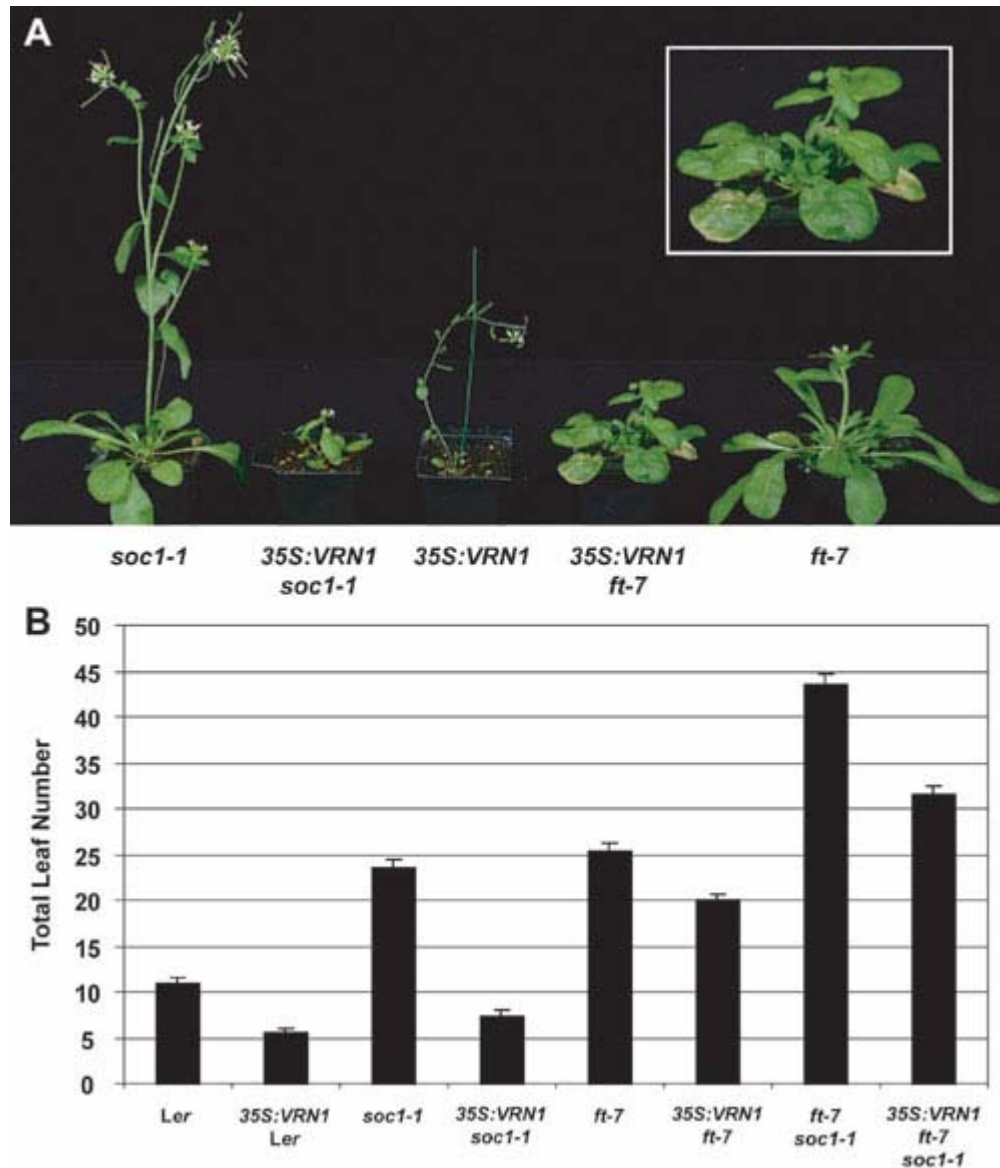 A
soc1-1 35S:VRN1 soc1-1 35S:VRN1 35S:VRN1 ft-7 ft-7
B
Total Leaf Number
50
45
40
35
30
25
20
15
10
5
0
Ler
35S:VRN1
Ler
soc1-1
35S:VRN1
soc1-1
ft-7
35S:VRN1
ft-7
ft-7
soc1-1
35S:VRN1
ft-7
soc1-1